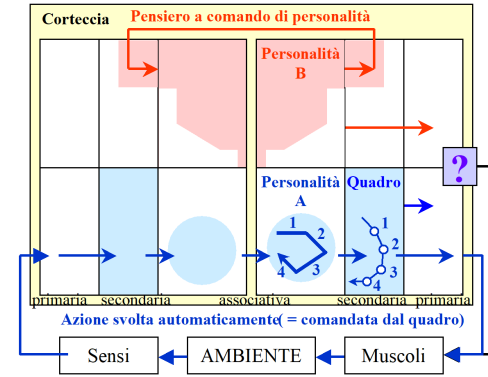 Corteccia
Pensiero a comando di personalità
Personalità
B
?
Personalità
A
Quadro
1
2
3
4
1
2
3
4
primaria
secondaria
associativa
secondaria
primaria
Azione svolta automaticamente( = comandata dal quadro)
Sensi
AMBIENTE
Muscoli